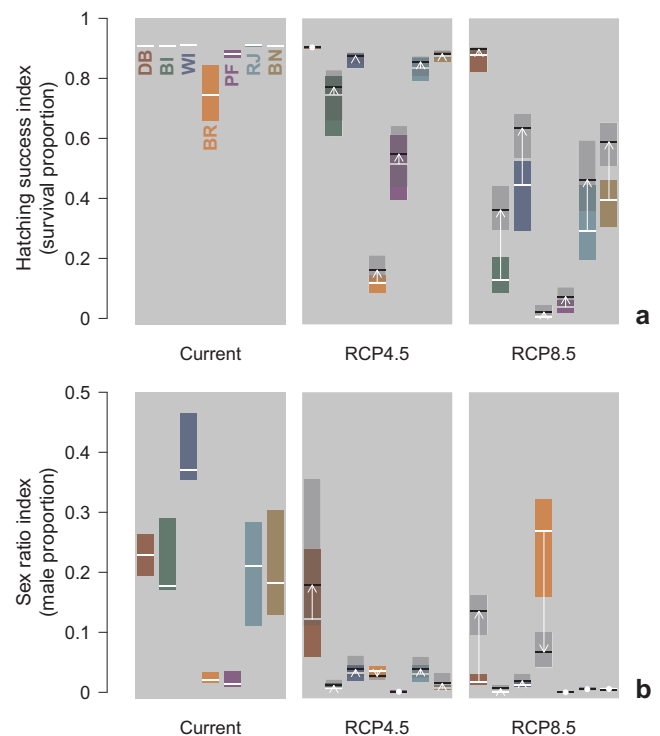 1
0.8
0.6
0.4
0.2
0
Hatching success index
(survival proportion)
DB
BI
WI
BR
PF
RJ
BN
Current
RCP4.5
RCP8.5
a
0.5
0.4
0.3
0.2
0.1
0
Sex ratio index
(male proportion)
Current
RCP4.5
RCP8.5
b